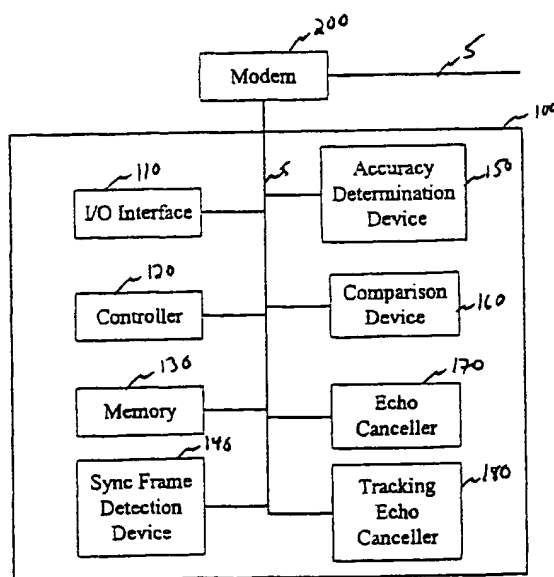 200
Modem
5
100
110
I/O Interface
5
Accuracy
Determination
Device
150
120
Controller
Comparison
Device
160
130
Memory
170
Echo
Canceller
146
Sync Frame
Detection
Device
180
Tracking
Echo
Canceller